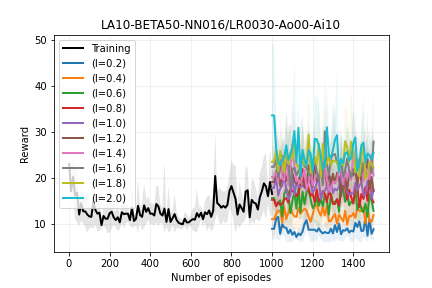 LA10-BETA50-NN016/LR0030-Ao00-Ai10
50
40
30
20
10
Reward
Training
(l=0.2)
(l=0.4)
(l=0.6)
(l=0.8)
(l=1.0)
(l=1.2)
(l=1.4)
(l=1.6)
(l=1.8)
(l=2.0)
0 200 400 600 800 1000 1200 1400
Number of episodes